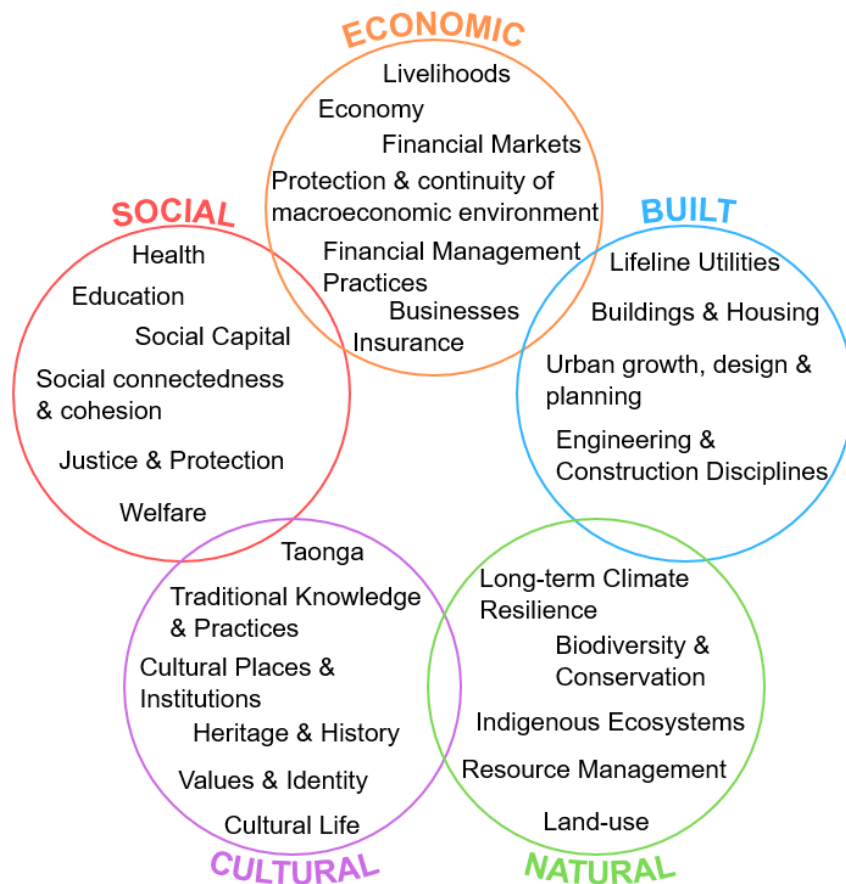 ECONOMIC
Livelihoods
Economy
Financial Markets
Protection & continuity of
macroeconomic environment
Financial Management
Practices
Businesses
Insurance
SOCIAL
Health
Education
Social Capital
Social connectedness
& cohesion
Justice & Protection
Welfare
BUILT
Lifeline Utilities
Buildings & Housing
Urban growth, design &
planning
Engineering &
Construction Disciplines
Taonga
Traditional Knowledge
& Practices
Cultural Places &
Institutions
Heritage & History
Values & Identity
Cultural Life
CULTURAL
Long-term Climate
Resilience
Biodiversity &
Conservation
Indigenous Ecosystems
Resource Management
Land-use
NATURAL